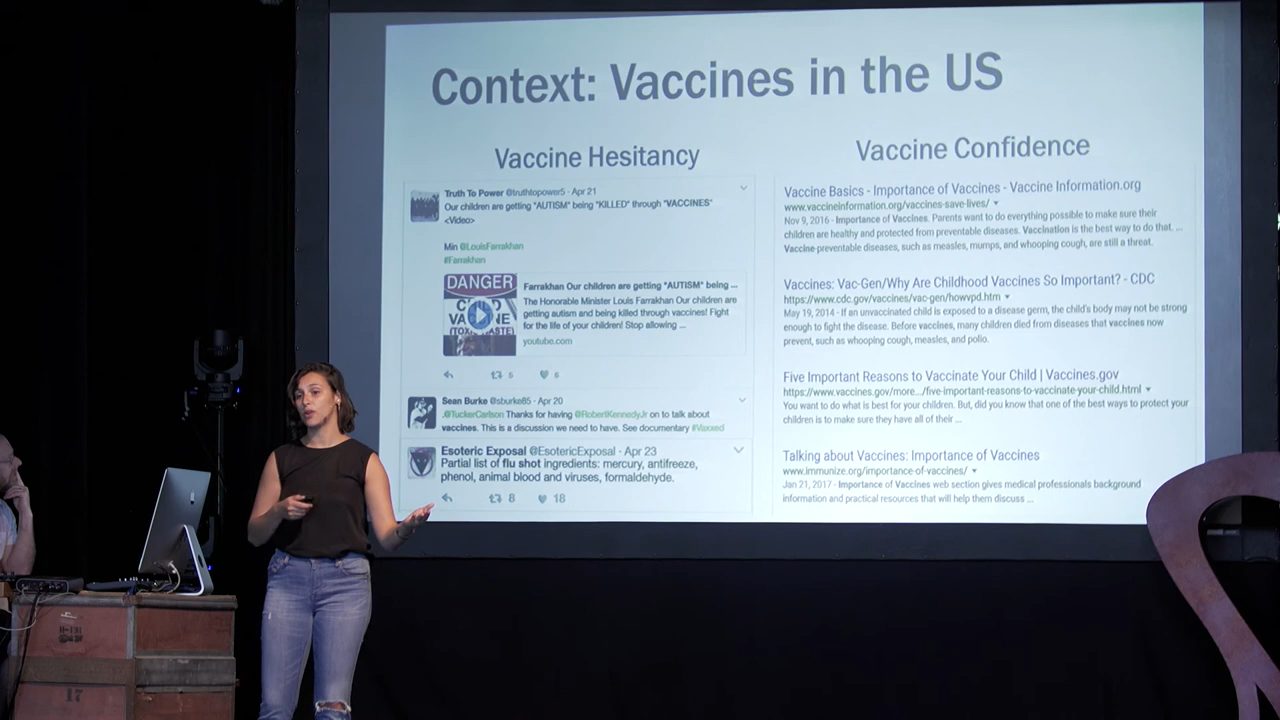 Context: Vaccines in the US
Vaccine Hesitancy
Truth To Power @truthtopower5 · Apr 21
Our children are getting "AUTISM" being "KILLED" through "VACCINES"
<Video>
Min @LouisFarrakhan
#Farrakhan
DANGER
Farrakhan Our children are getting "AUTISM" being ...
The Honorable Minister Louis Farrakhan Our children are
getting autism and being killed through vaccines! Fight
for the life of your children! Stop allowing ...
youtube.com
5 6
Sean Burke @sburke85 · Apr 20
.@TuckerCarlson Thanks for having @RobertKennedyJr on to talk about
vaccines. This is a discussion we need to have. See documentary #Vaxxed
Esoteric Exposal @EsotericExposal · Apr 23
Partial list of flu shot ingredients: mercury, antifreeze,
phenol, animal blood and viruses, formaldehyde.
8 18
Vaccine Confidence
Vaccine Basics - Importance of Vaccines - Vaccine Information.org
www.vaccineinformation.org/vaccines-save-lives/
Nov 9, 2016 - Importance of Vaccines. Parents want to do everything possible to make sure their
children are healthy and protected from preventable diseases. Vaccination is the best way to do that. ...
Vaccine-preventable diseases, such as measles, mumps, and whooping cough, are still a threat.
Vaccines: Vac-Gen/Why Are Childhood Vaccines So Important? - CDC
https://www.cdc.gov/vaccines/vac-gen/howvpd.htm
May 19, 2014 - If an unvaccinated child is exposed to a disease germ, the child's body may not be strong
enough to fight the disease. Before vaccines, many children died from diseases that vaccines now
prevent, such as whooping cough, measles, and polio.
Five Important Reasons to Vaccinate Your Child | Vaccines.gov
https://www.vaccines.gov/more.../five-important-reasons-to-vaccinate-your-child.html
You want to do what is best for your children. But, did you know that one of the best ways to protect your
children is to make sure they have all of their ...
Talking about Vaccines: Importance of Vaccines
www.immunize.org/importance-of-vaccines/
Jan 21, 2017 - Importance of Vaccines web section gives medical professionals background
information and practical resources that will help them discuss ...
17